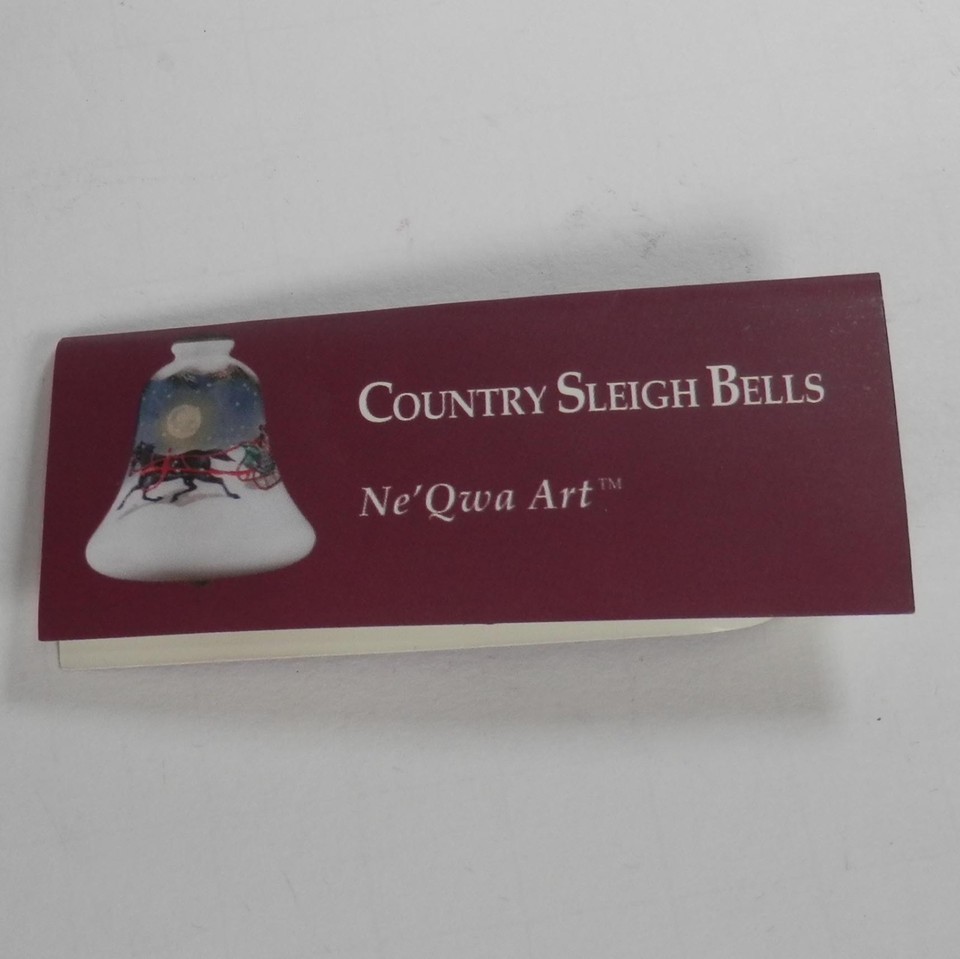 COUNTRY SLEIGH BELLS
Ne'Qwa Art™